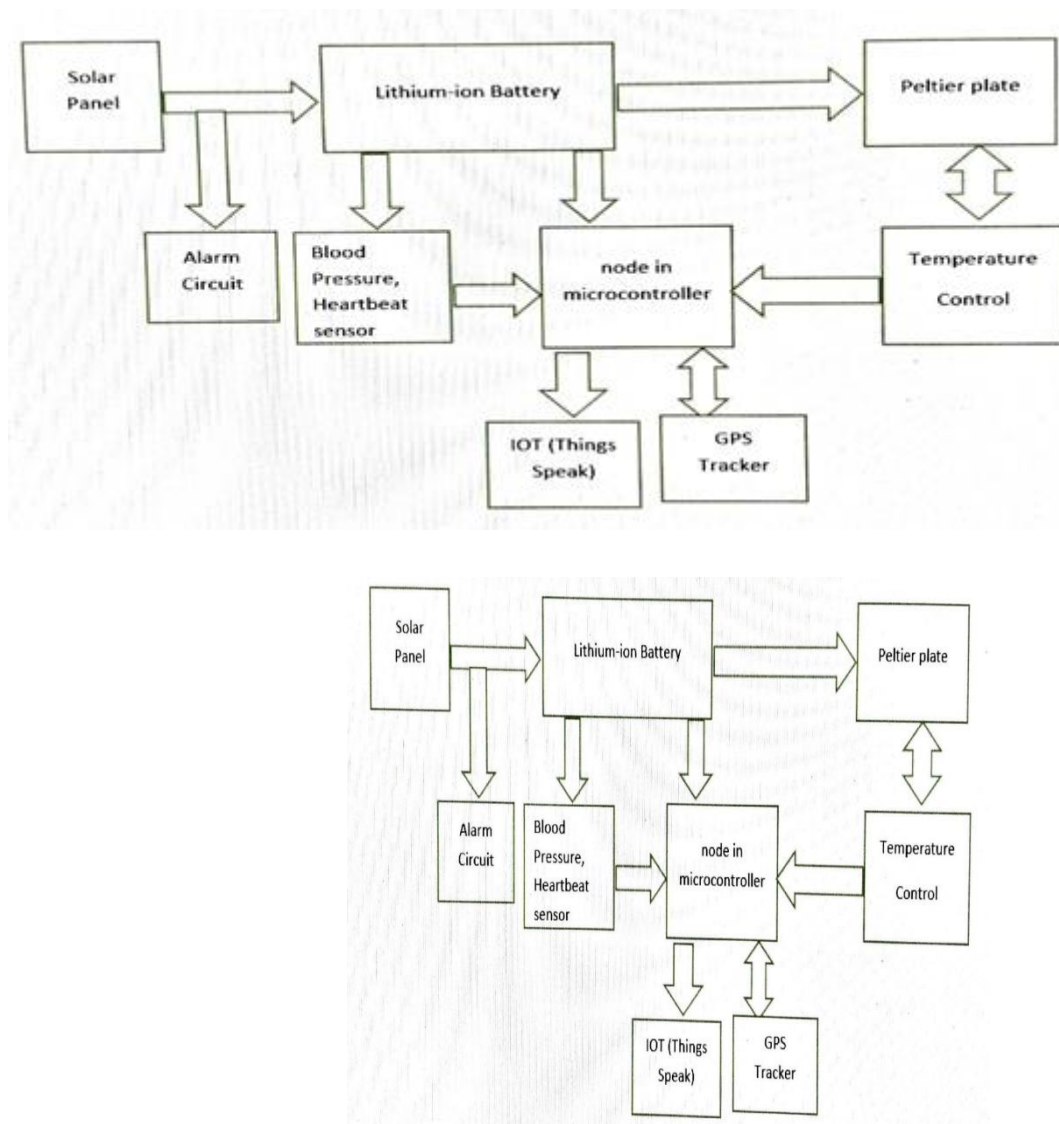 Solar
Panel
Lithium-ion Battery
Peltier plate
Alarm
Circuit
Blood
Pressure,
Heartbeat
sensor
node in
microcontroller
Temperature
Control
IOT (Things
Speak)
GPS
Tracker
Solar
Panel
Lithium-ion Battery
Peltier plate
Alarm
Circuit
Blood
Pressure,
Heartbeat
sensor
node in
microcontroller
Temperature
Control
IOT (Things
Speak)
GPS
Tracker